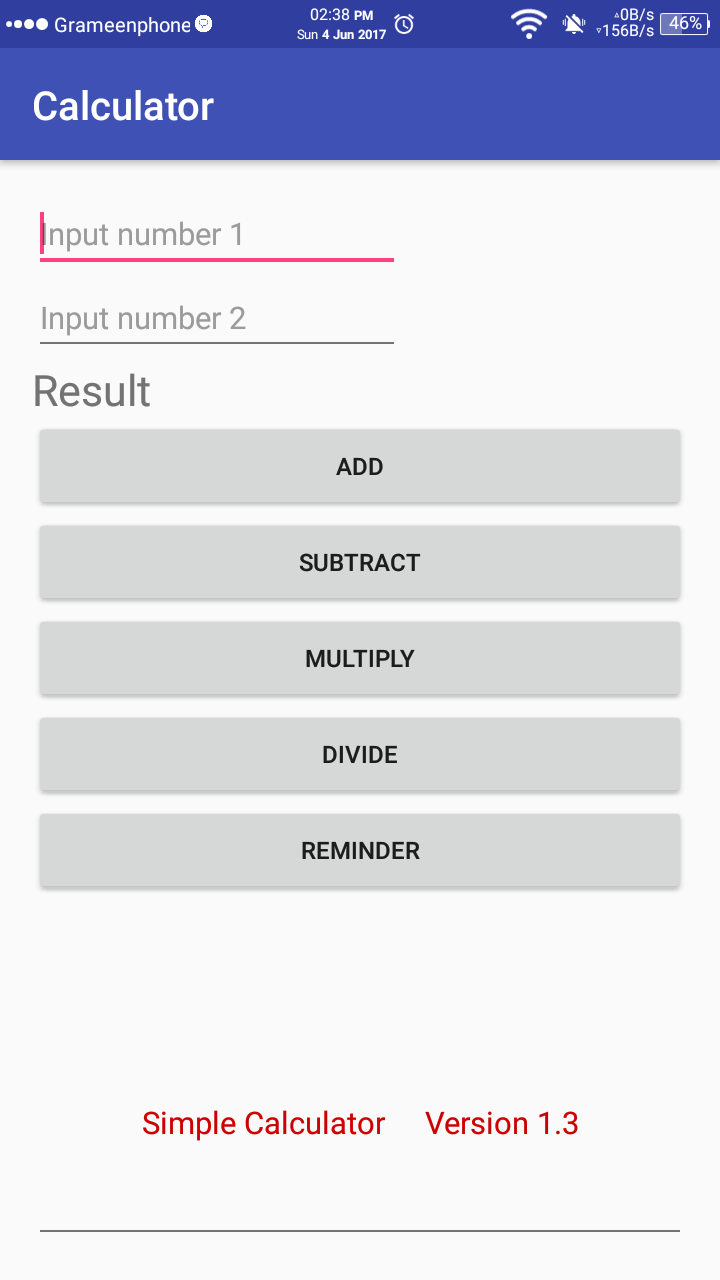 Grameenphone 02:38 PM 0B/s 46%
Sun 4 Jun 2017 156B/s
Calculator
Input number 1
Input number 2
Result
ADD
SUBTRACT
MULTIPLY
DIVIDE
REMINDER
Simple Calculator Version 1.3